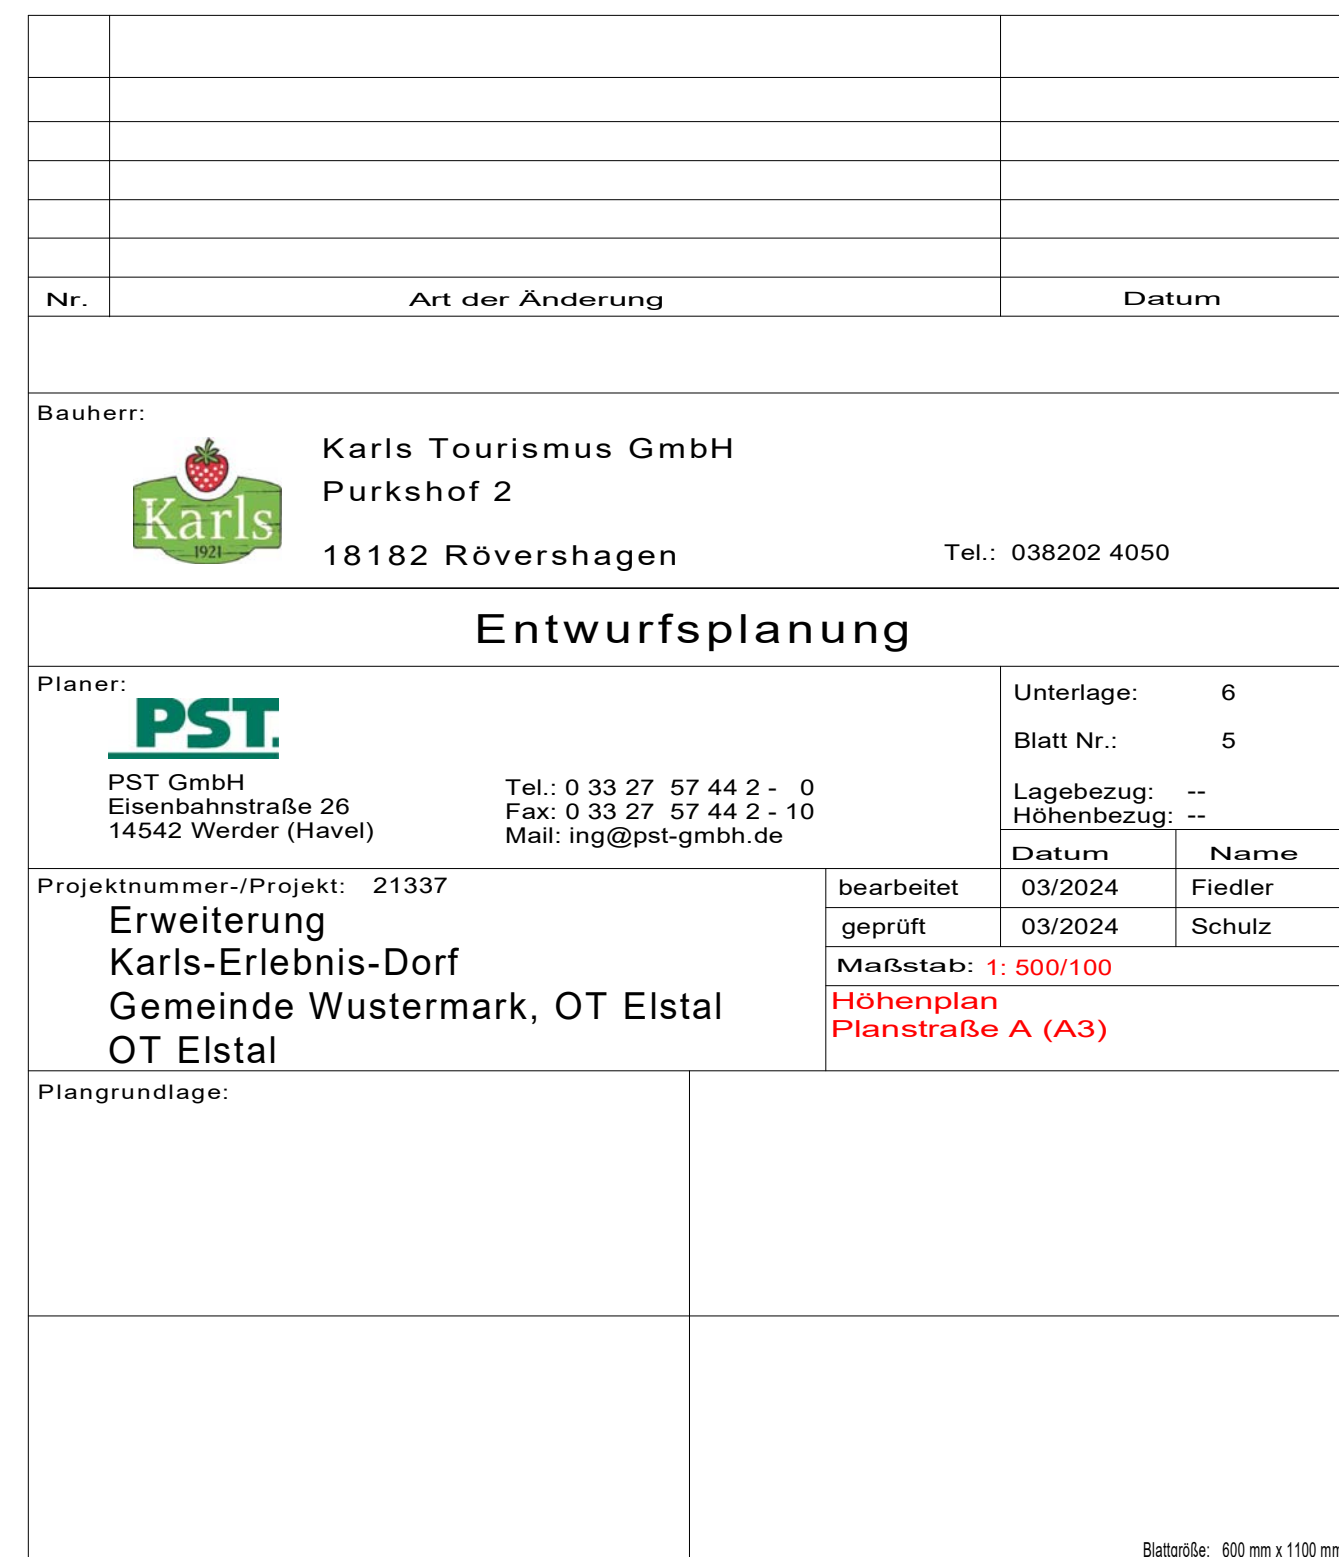 Nr. Art der Änderung Datum
Bauherr:
Karls
1921
Karls Tourismus GmbH
Purkshof 2
18182 Rövershagen Tel.: 038202 4050
Entwurfsplanung
Planer:
PST.
PST GmbH
Eisenbahnstraße 26
14542 Werder (Havel)
Tel.: 0 33 27 57 44 2 - 0
Fax: 0 33 27 57 44 2 - 10
Mail: ing@pst-gmbh.de
Unterlage: 6
Blatt Nr.: 5
Lagebezug: --
Höhenbezug: --
Datum Name
bearbeitet 03/2024 Fiedler
geprüft 03/2024 Schulz
Projektnummer-/Projekt: 21337
Erweiterung
Karls-Erlebnis-Dorf
Gemeinde Wustermark, OT Elstal
OT Elstal
Maßstab: 1: 500/100
Höhenplan
Planstraße A (A3)
Plangrundlage:
Blattgröße: 600 mm x 1100 mm